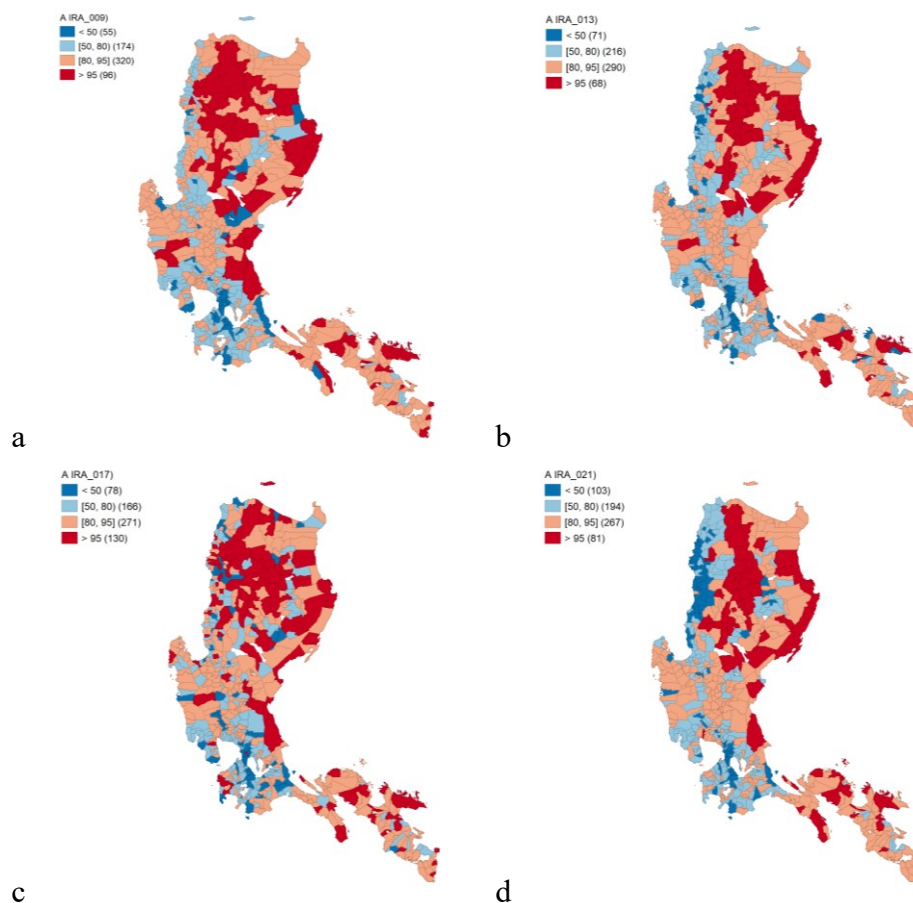 A IRA_009)
< 50 (55)
[50, 80) (174)
[80, 95] (320)
> 95 (96)
a
A IRA_013)
< 50 (71)
[50, 80) (216)
[80, 95] (290)
> 95 (68)
b
A IRA_017)
< 50 (78)
[50, 80) (166)
[80, 95] (271)
> 95 (130)
c
A IRA_021)
< 50 (103)
[50, 80) (194)
[80, 95] (267)
> 95 (81)
d